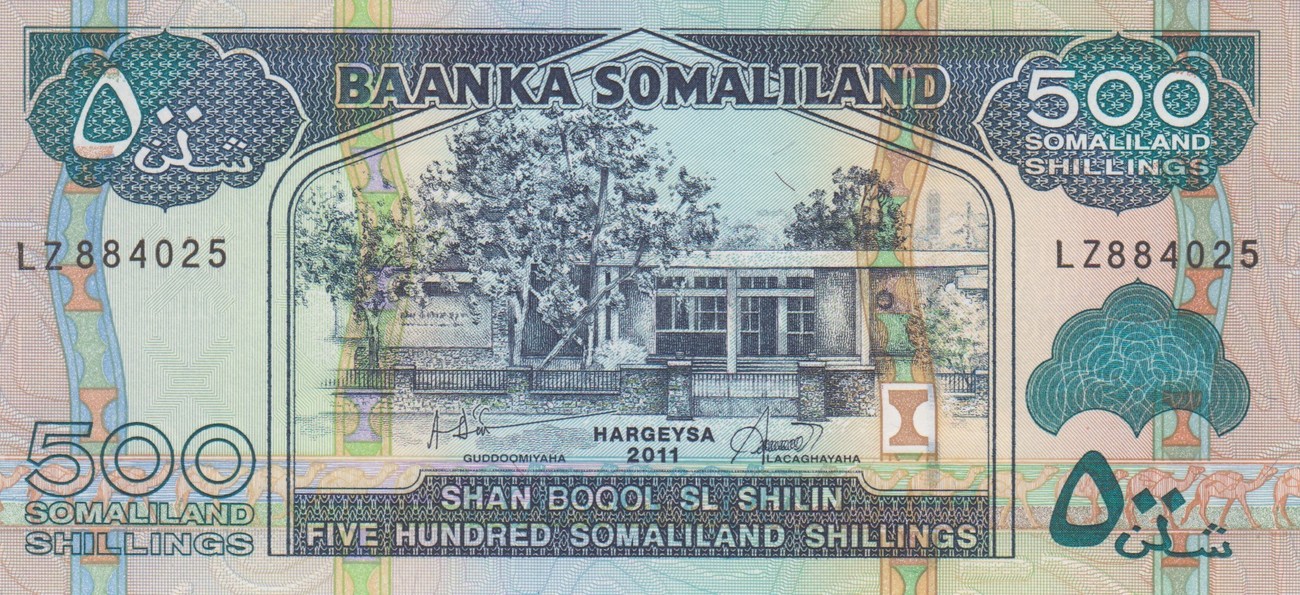 BAANKA SOMALILAND
٥٠٠
شلن
500
SOMALILAND
SHILLINGS
LZ884025
LZ884025
HARGEYSA
2011
GUDDOOMIYAHA
LACAGHAYAHA
500
SOMALILAND
SHILLINGS
SHAN BOQOL SL SHILIN
FIVE HUNDRED SOMALILAND SHILLINGS
٥٠٠
شلن